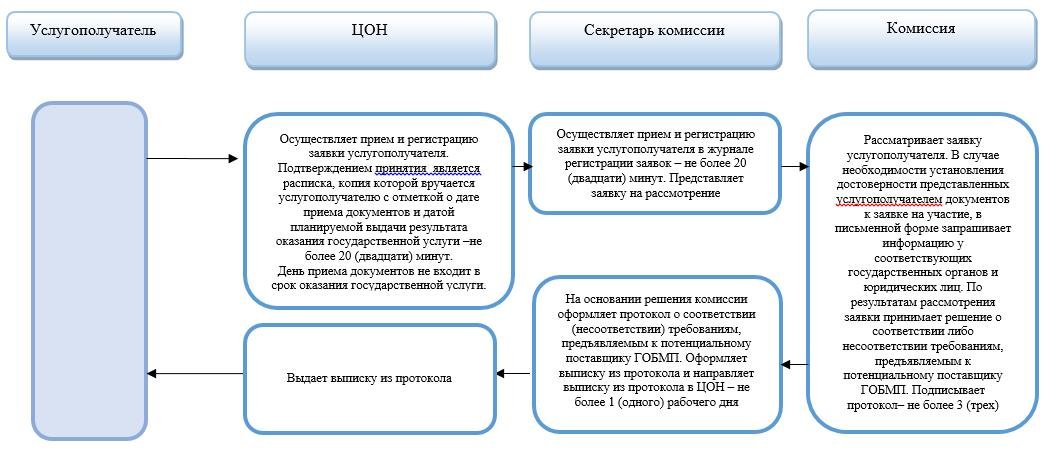 Услугополучатель
ЦОН
Секретарь комиссии
Комиссия
Осуществляет прием и регистрацию
заявки услугополучателя.
Подтверждением принятия является
расписка, копия которой вручается
услугополучателю с отметкой о дате
приема документов и датой
планируемой выдачи результата
оказания государственной услуги –не
более 20 (двадцати) минут.
День приема документов не входит в
срок оказания государственной услуги.
Осуществляет прием и регистрацию
заявки услугополучателя в журнале
регистрации заявок – не более 20
(двадцати) минут. Представляет
заявку на рассмотрение
Рассматривает заявку
услугополучателя. В случае
необходимости установления
достоверности представленных
услугополучателем документов
к заявке на участие, в
письменной форме запрашивает
информацию у
соответствующих
государственных органов и
юридических лиц. По
результатам рассмотрения
заявки принимает решение о
соответствии либо
несоответствии требованиям,
предъявляемым к
потенциальному поставщику
ГОБМП. Подписывает
протокол– не более 3 (трех)
На основании решения комиссии
оформляет протокол о соответствии
(несоответствии) требованиям,
предъявляемым к потенциальному
поставщику ГОБМП. Оформляет
выписку из протокола и направляет
выписку из протокола в ЦОН – не
более 1 (одного) рабочего дня
Выдает выписку из протокола